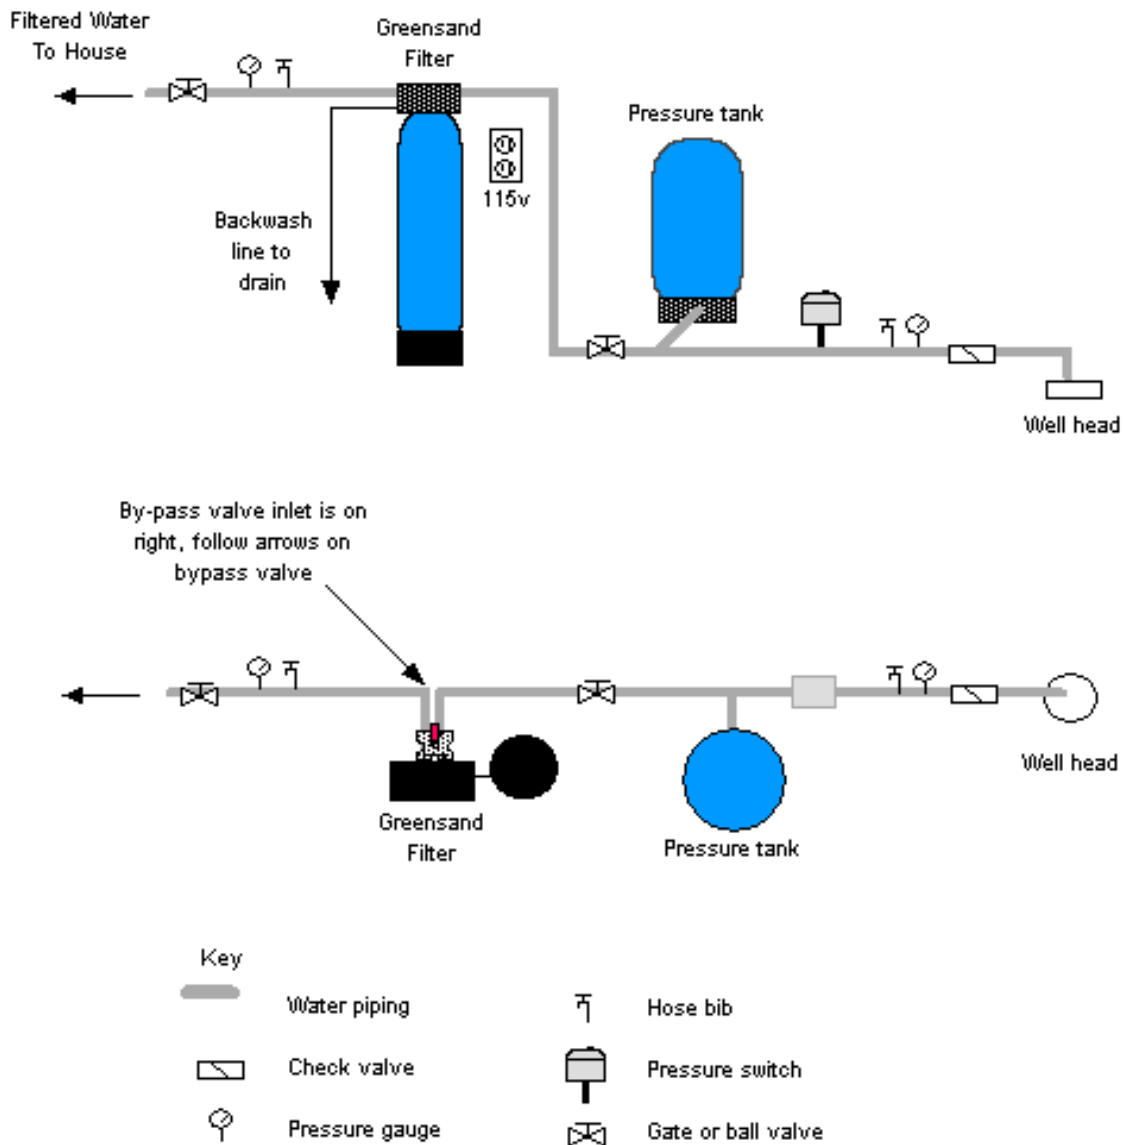 Filtered Water
To House
Greensand
Filter
Pressure tank
115v
Backwash
line to
drain
Well head
By-pass valve inlet is on
right, follow arrows on
bypass valve
Well head
Greensand
Filter
Pressure tank
Key
Water piping
Hose bib
Check valve
Pressure switch
Pressure gauge
Gate or ball valve